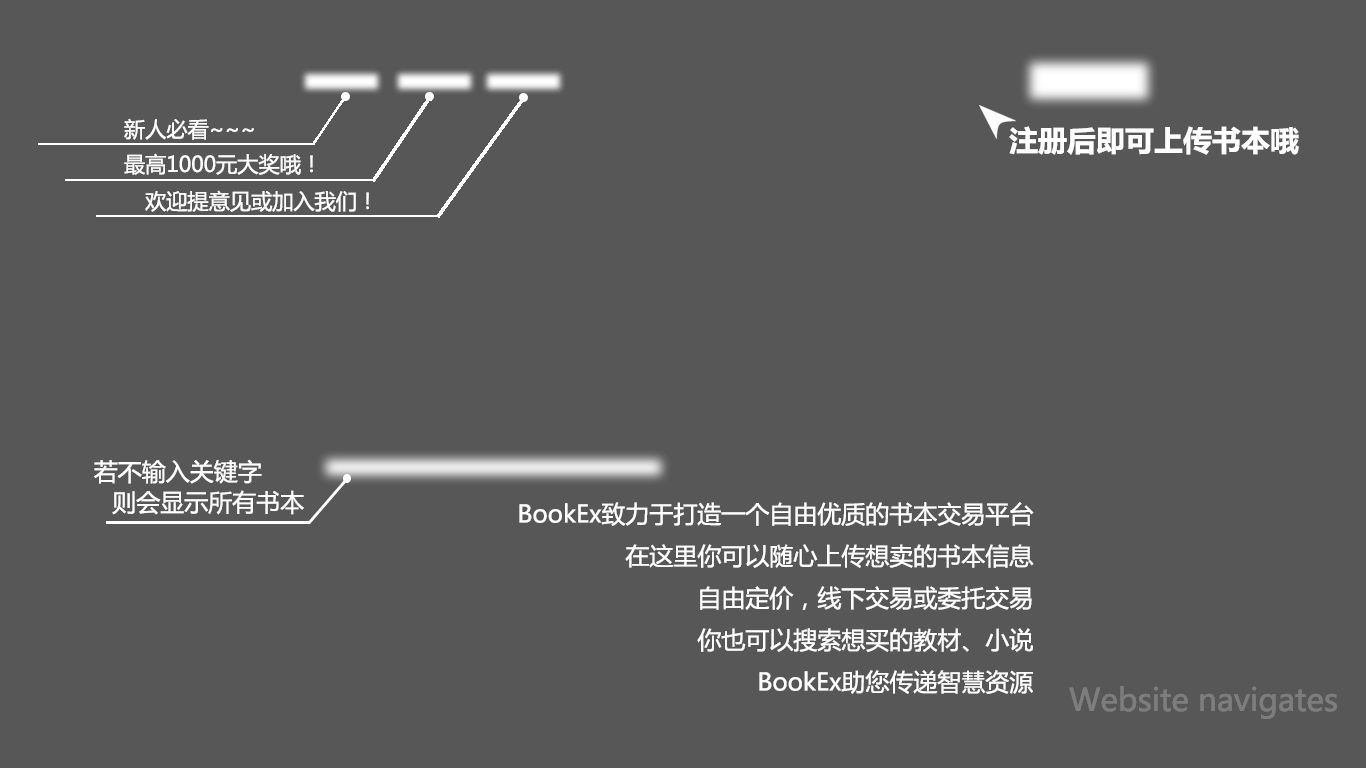 新人必看~~~
最高1000元大奖哦！
欢迎提意见或加入我们！
注册后即可上传书本哦
若不输入关键字
则会显示所有书本
BookEx致力于打造一个自由优质的书本交易平台
在这里你可以随心上传想卖的书本信息
自由定价，线下交易或委托交易
你也可以搜索想买的教材、小说
BookEx助您传递智慧资源
Website navigates